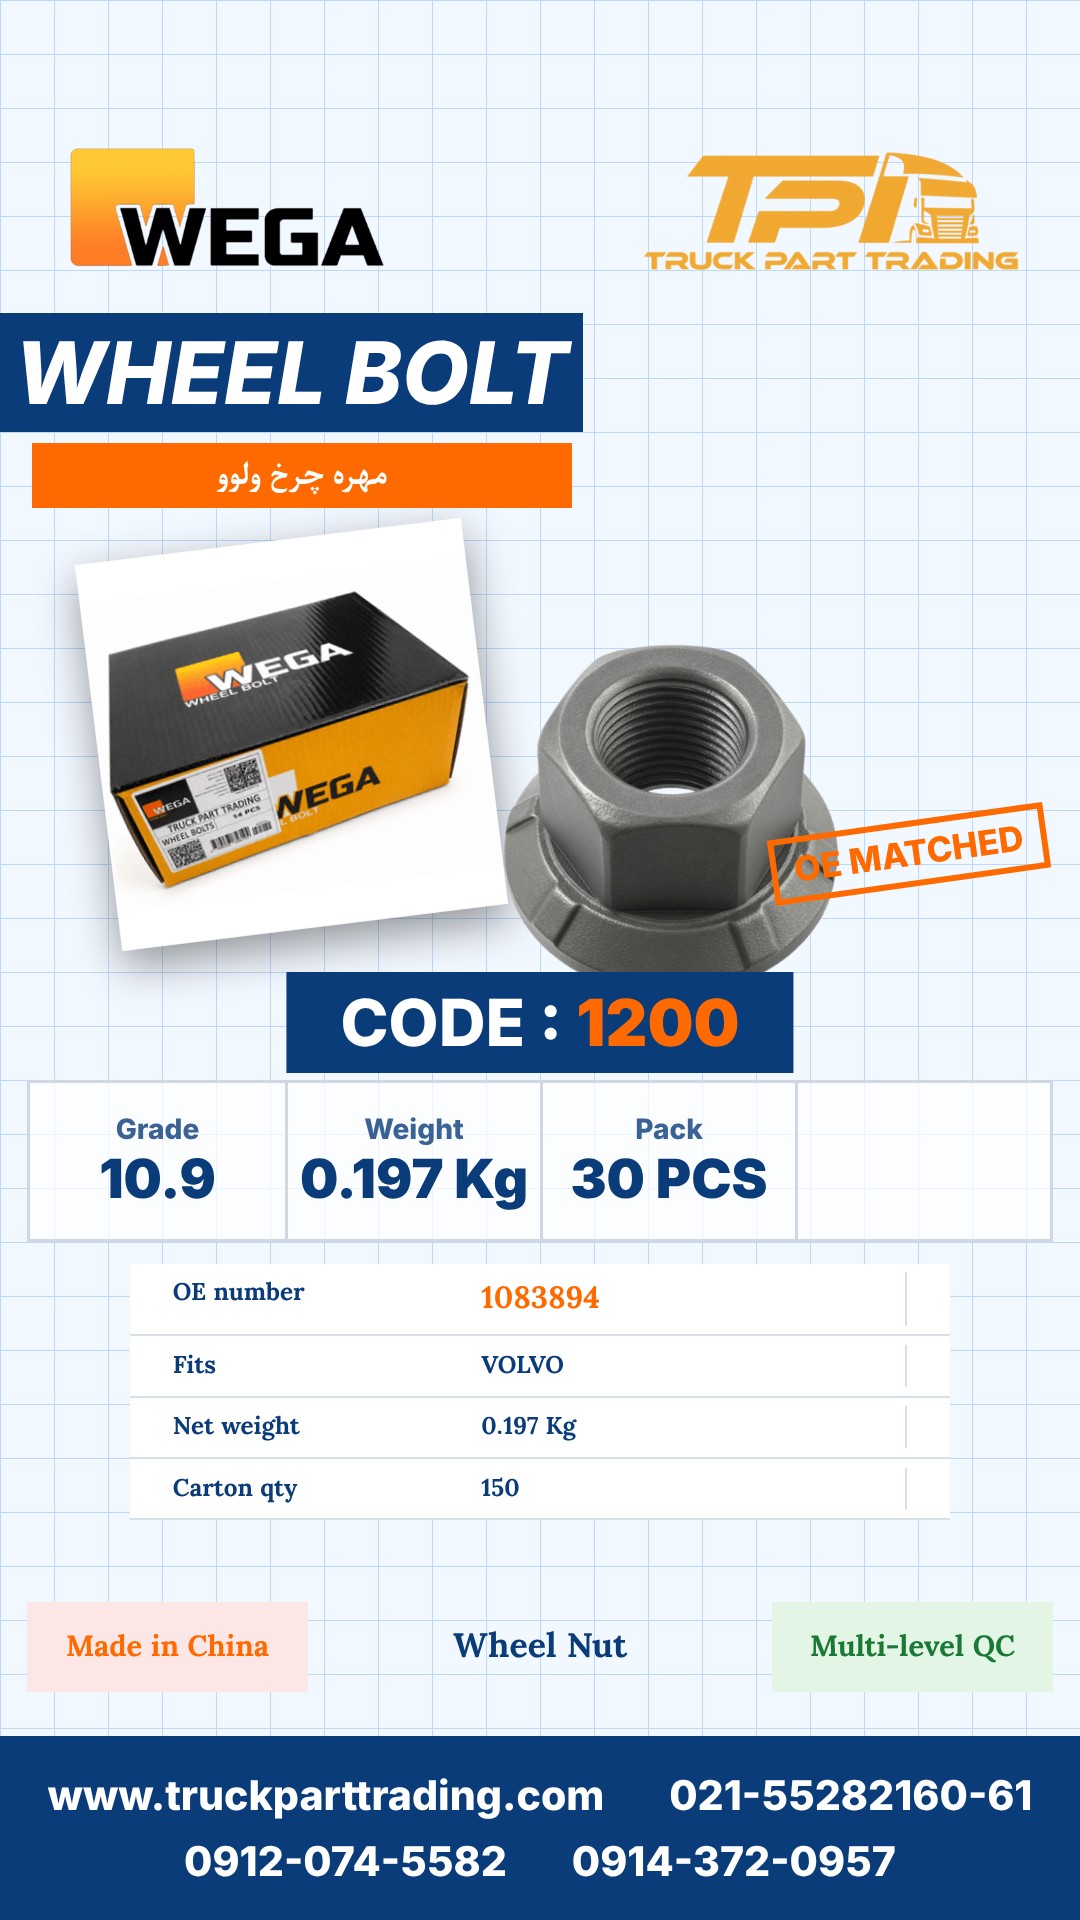 WEGA
TPT
TRUCK PART TRADING
WHEEL BOLT
مهره چرخ ولوو
WEGA
WHEEL BOLT
WEGA
WEGA
TRUCK PART TRADING
WHEEL BOLTS 14 PCS
OE MATCHED
CODE : 1200
Grade Weight Pack
10.9 0.197 Kg 30 PCS
OE number 1083894
Fits VOLVO
Net weight 0.197 Kg
Carton qty 150
Made in China Wheel Nut Multi-level QC
www.truckparttrading.com 021-55282160-61
0912-074-5582 0914-372-0957